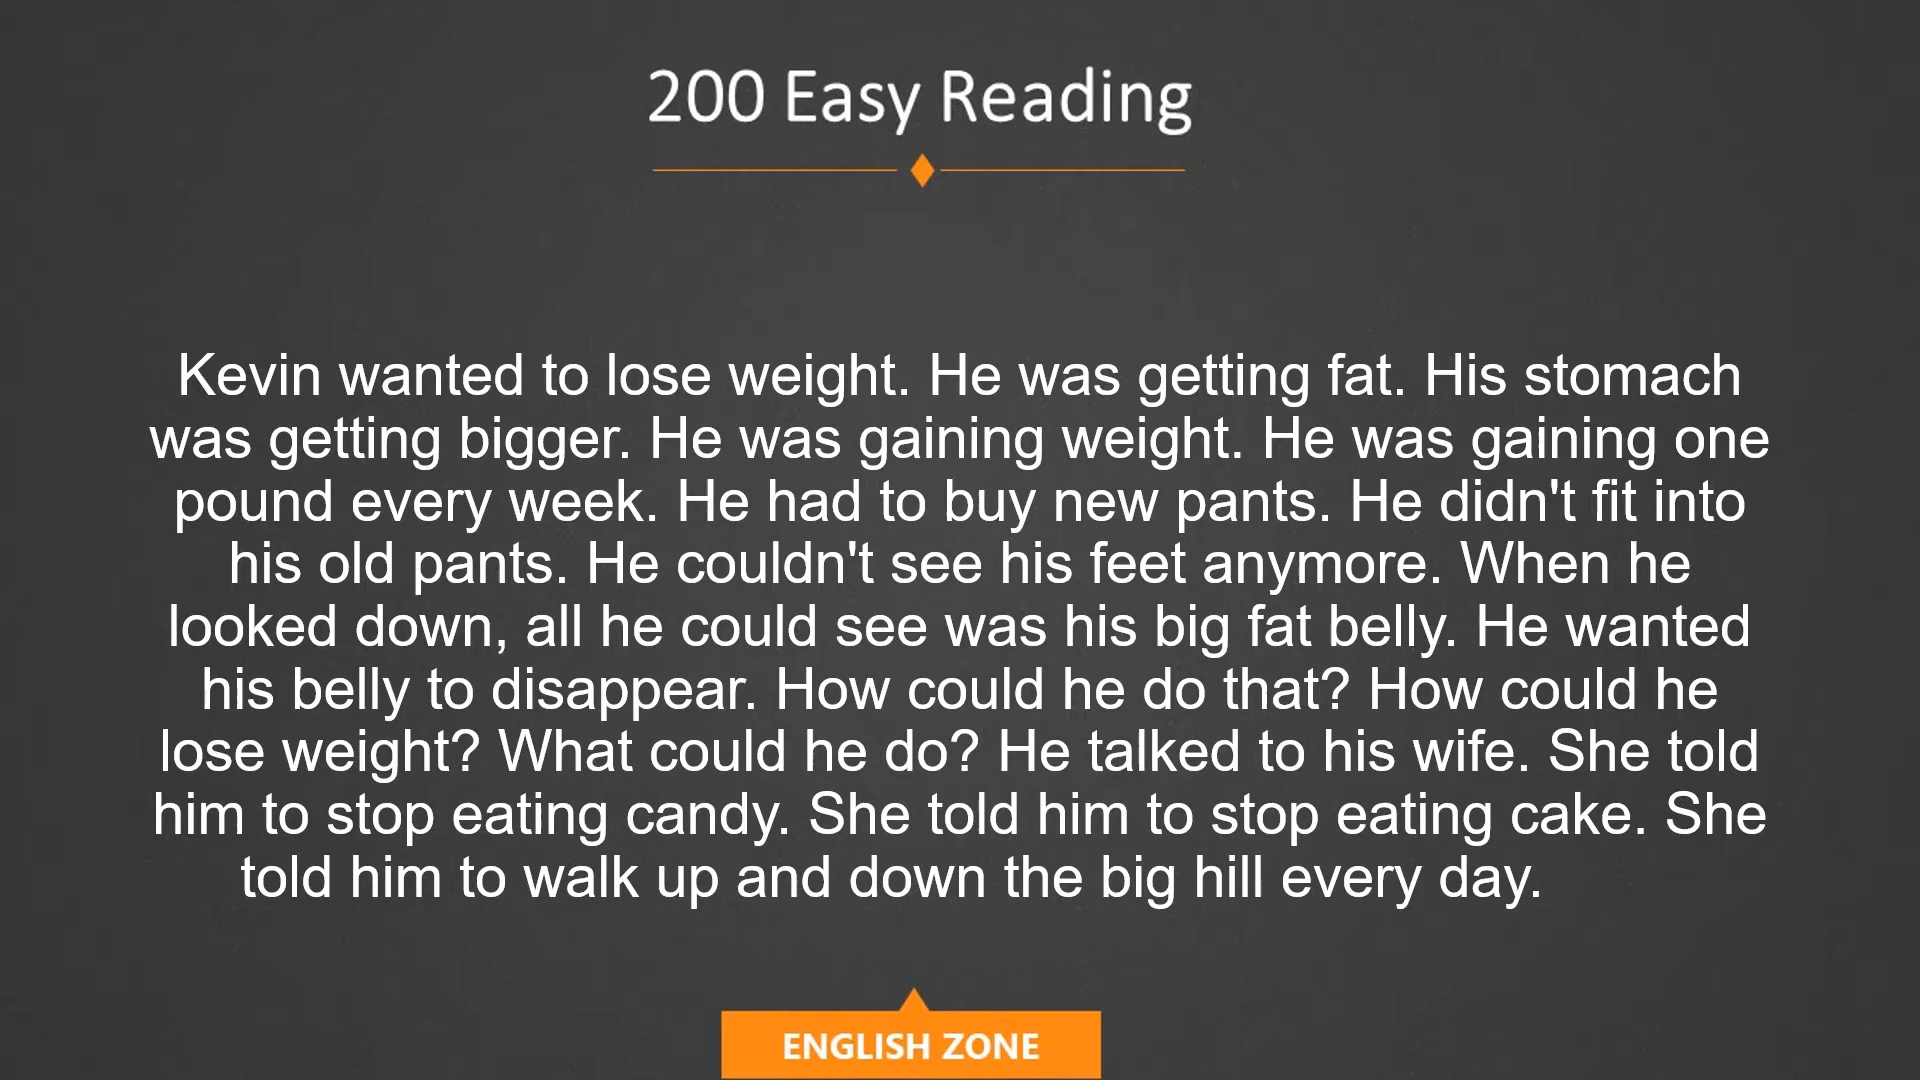 200 Easy Reading
Kevin wanted to lose weight. He was getting fat. His stomach
was getting bigger. He was gaining weight. He was gaining one
pound every week. He had to buy new pants. He didn't fit into
his old pants. He couldn't see his feet anymore. When he
looked down, all he could see was his big fat belly. He wanted
his belly to disappear. How could he do that? How could he
lose weight? What could he do? He talked to his wife. She told
him to stop eating candy. She told him to stop eating cake. She
told him to walk up and down the big hill every day.
ENGLISH ZONE